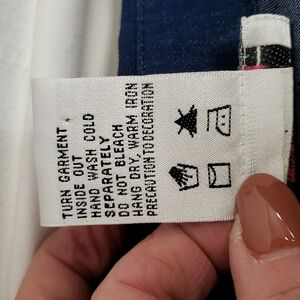 TURN GARMENT
INSIDE OUT
HAND WASH COLD
SEPARATELY
DO NOT BLEACH
HANG DRY, WARM IRON
PRECAUTION TO DECORATION